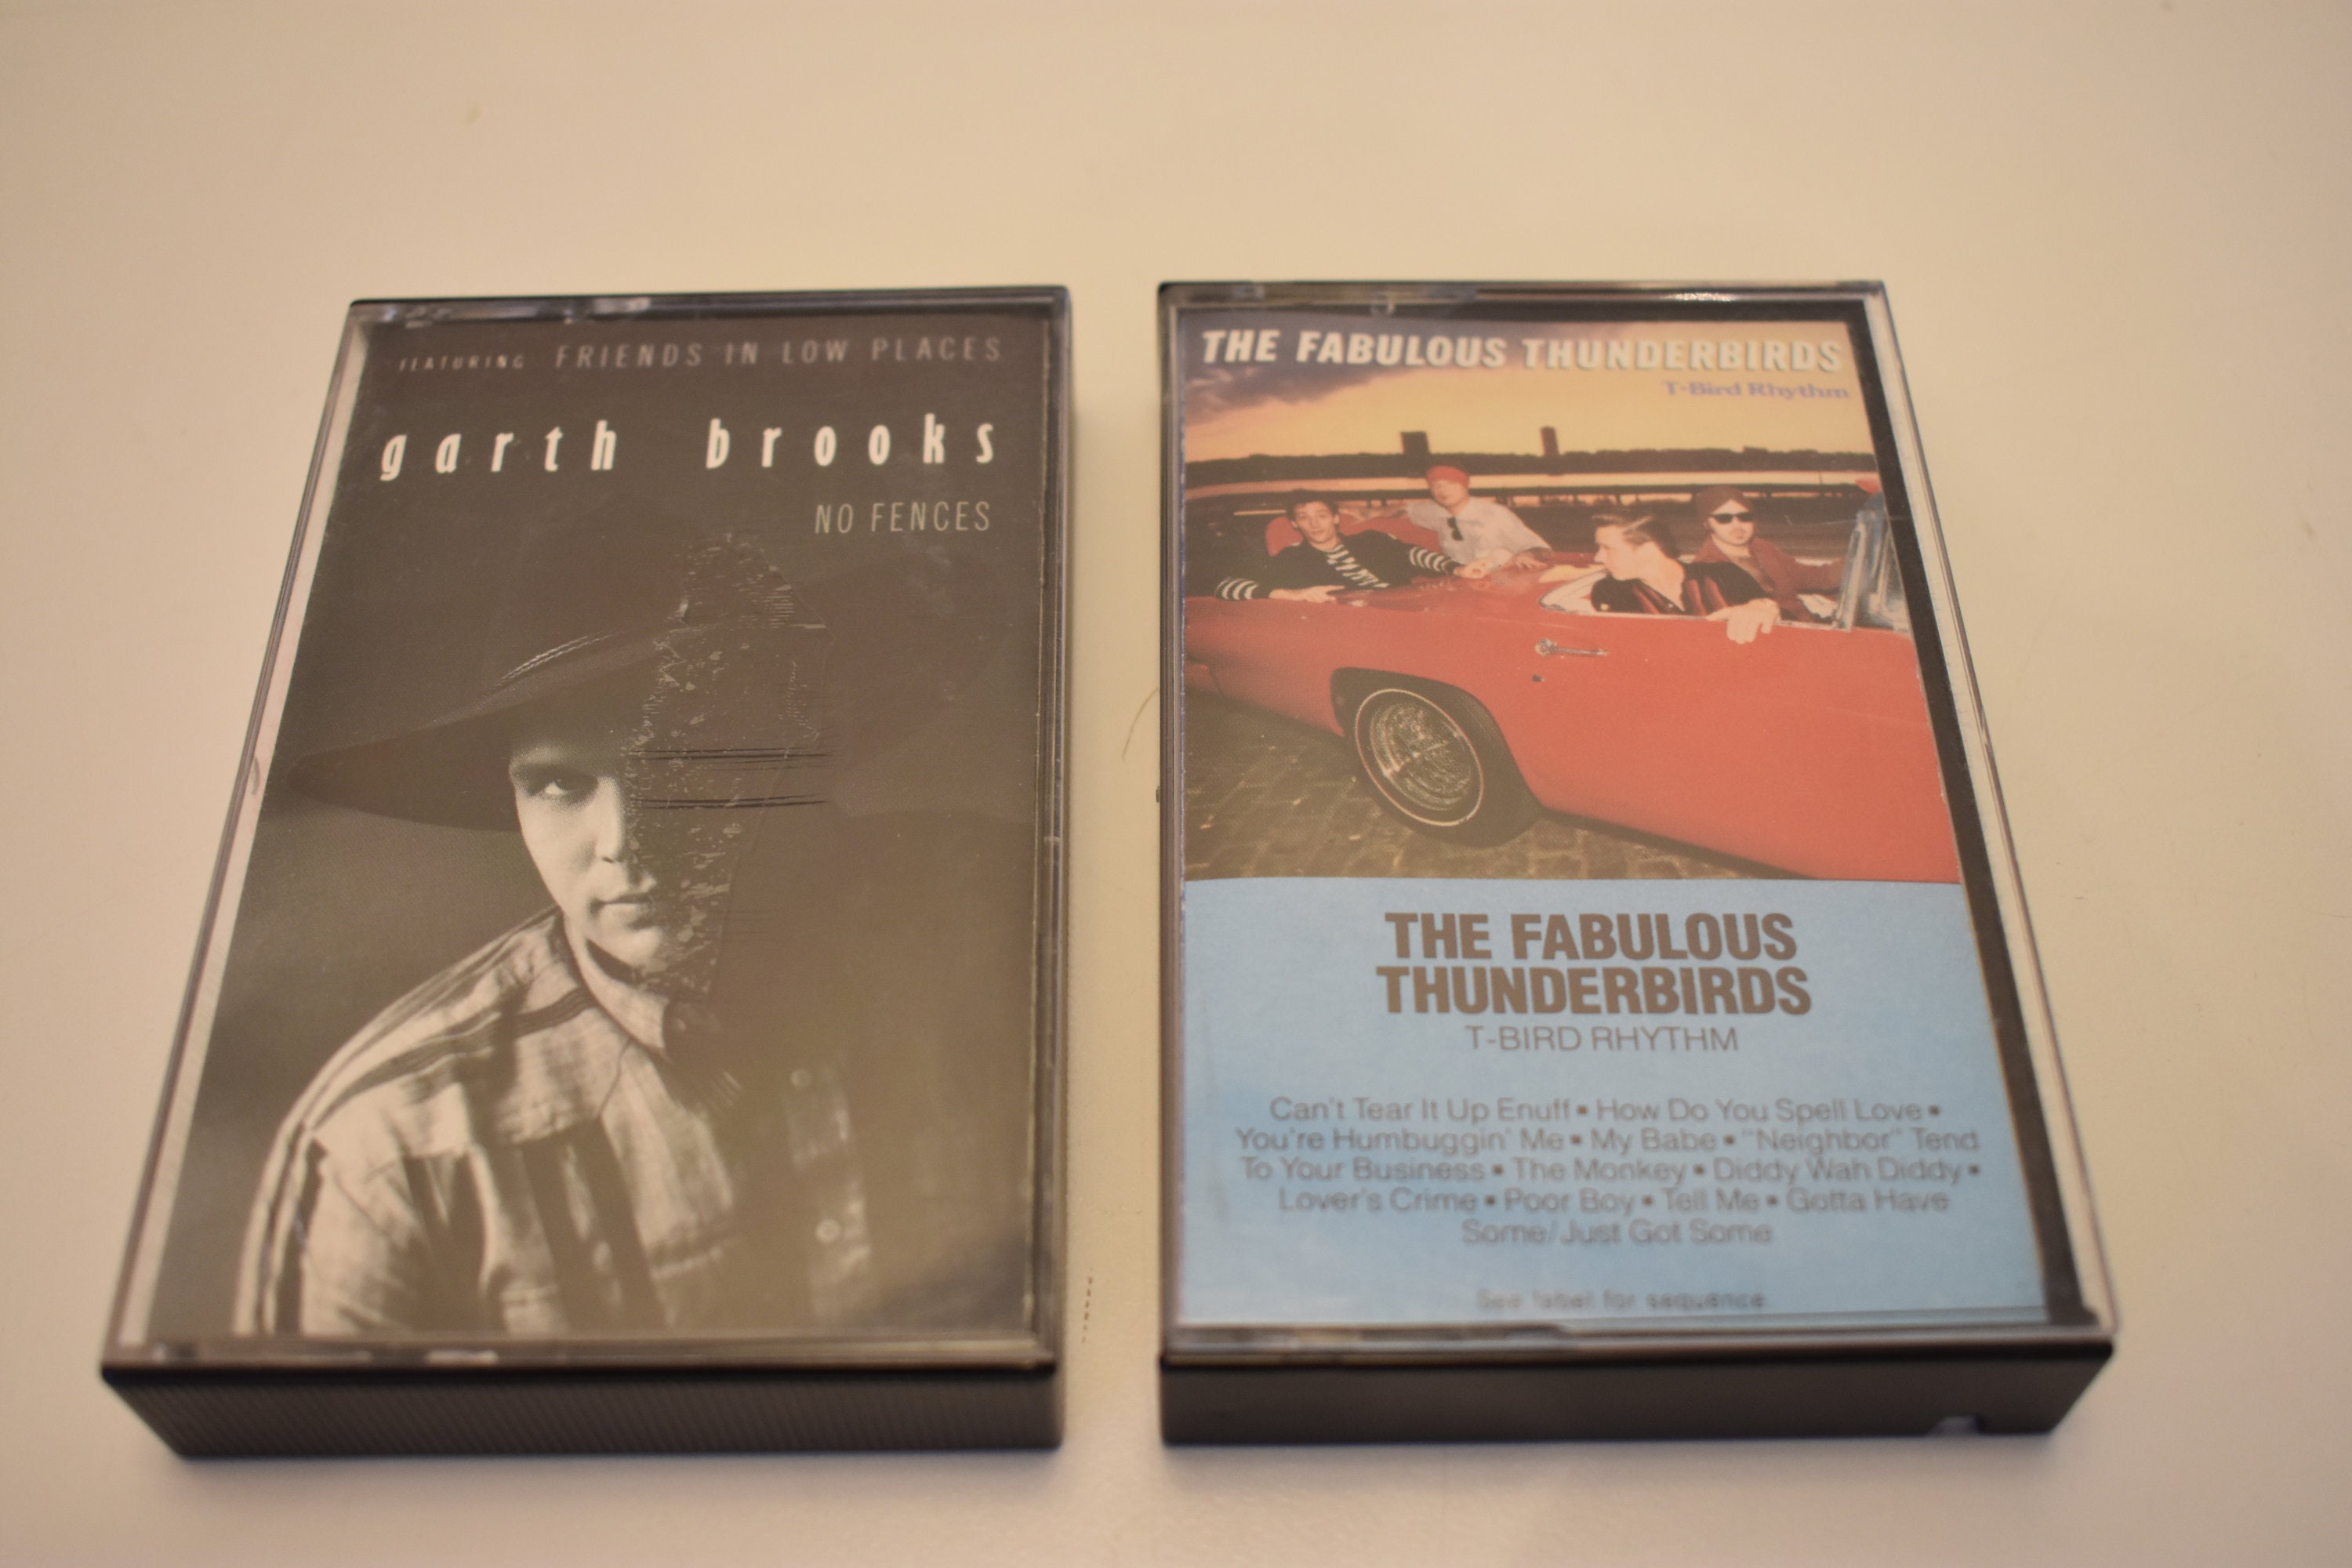 FEATURING FRIENDS IN LOW PLACES
garth brooks
NO FENCES
THE FABULOUS THUNDERBIRDS
T-Bird Rhythm
THE FABULOUS
THUNDERBIRDS
T-BIRD RHYTHM
Can't Tear It Up Enuff ▪ How Do You Spell Love ▪
You're Humbuggin' Me ▪ My Babe ▪ "Neighbor" Tend
To Your Business ▪ The Monkey ▪ Diddy Wah Diddy ▪
Lover's Crime ▪ Poor Boy ▪ Tell Me ▪ Gotta Have
Some/Just Got Some
See label for sequence